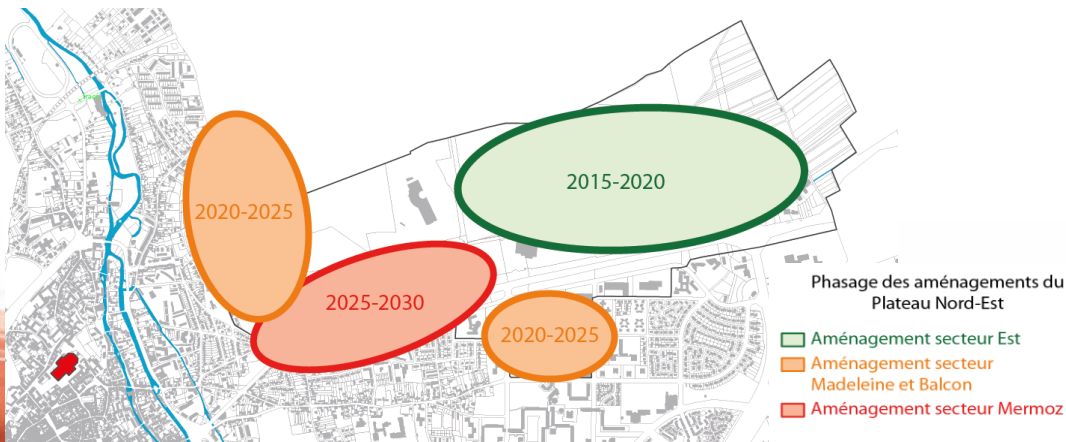 2015-2020
2020-2025
2025-2030
2020-2025
Phasage des aménagements du
Plateau Nord-Est
Aménagement secteur Est
Aménagement secteur
Madeleine et Balcon
Aménagement secteur Mermoz